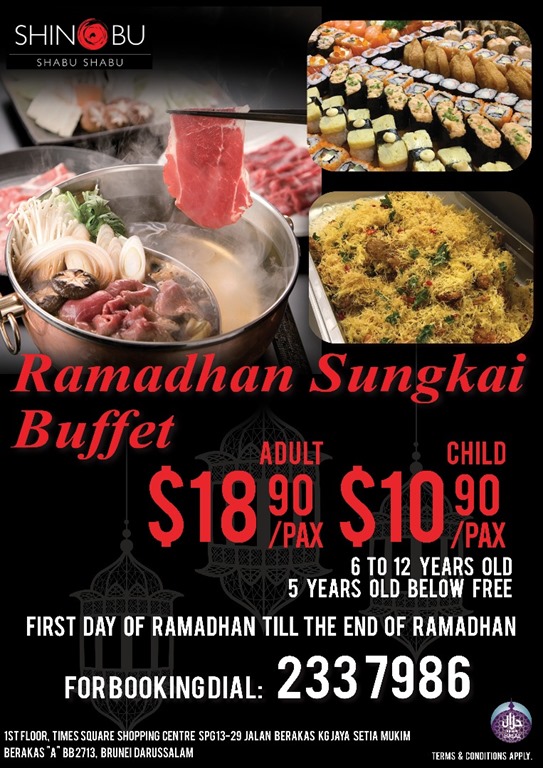 SHINOBU
SHABU SHABU
Ramadhan Sungkai
Buffet
ADULT
$18 90 /PAX
CHILD
$10 90 /PAX
6 TO 12 YEARS OLD
5 YEARS OLD BELOW FREE
FIRST DAY OF RAMADHAN TILL THE END OF RAMADHAN
FOR BOOKING DIAL: 233 7986
1ST FLOOR, TIMES SQUARE SHOPPING CENTRE SPG13-29 JALAN BERAKAS KG JAYA SETIA MUKIM
BERAKAS "A" BB2713, BRUNEI DARUSSALAM
حلال
TERMS & CONDITIONS APPLY.